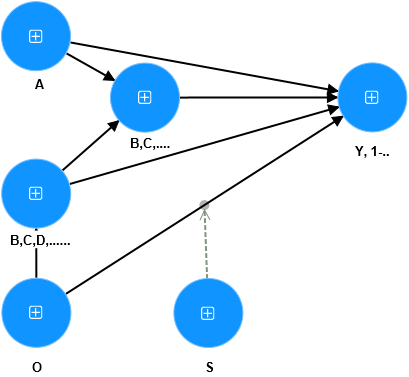 A
B,C,....
Y, 1-..
B,C,D,......
O
S